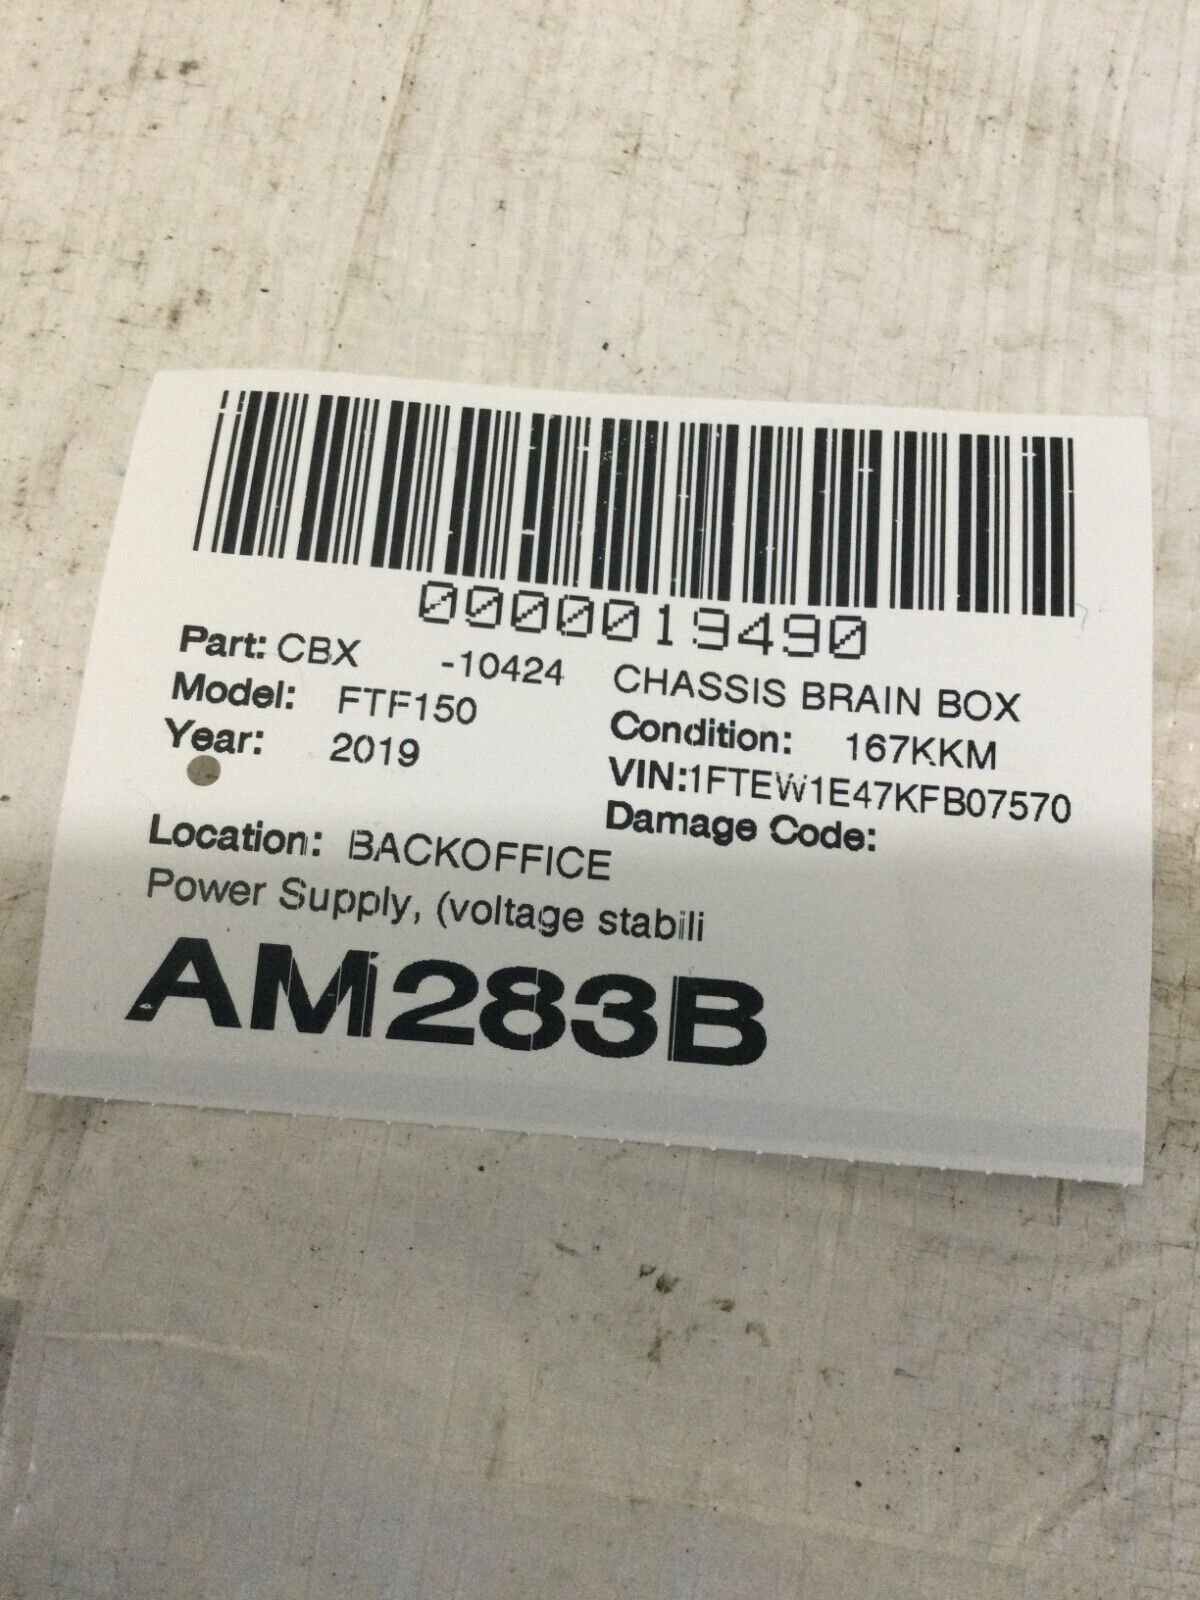 0000019490
Part: CBX -10424 CHASSIS BRAIN BOX
Model: FTF150 Condition: 167KKM
Year: 2019 VIN:1FTEW1E47KFB07570
Damage Code:
Location: BACKOFFICE
Power Supply, (voltage stabili
AM283B